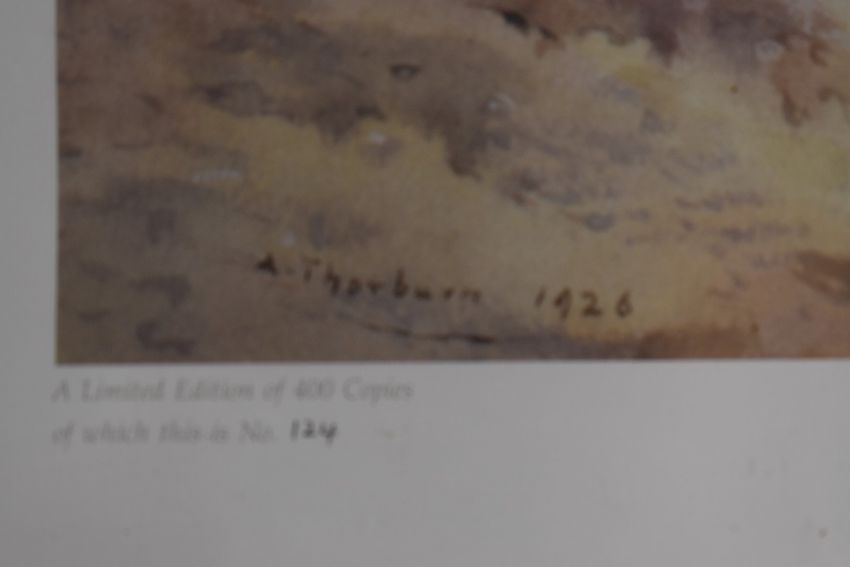 A. Thorburn 1926
A Limited Edition of 400 Copies
of which this is No. 124